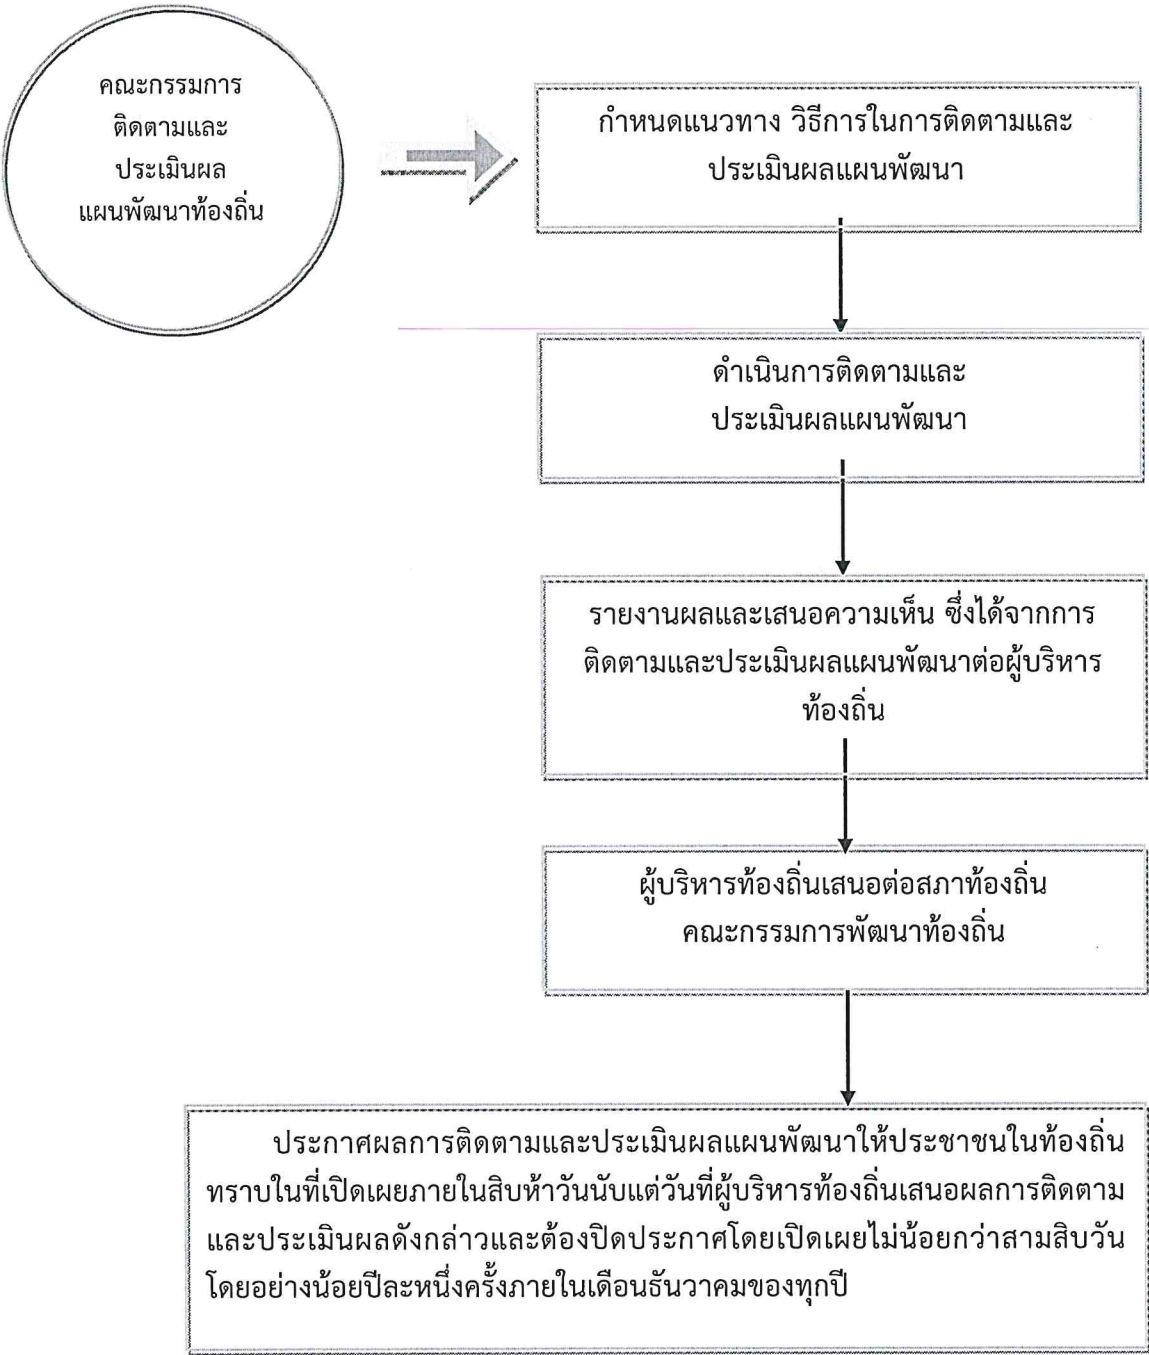 คณะกรรมการ
ติดตามและ
ประเมินผล
แผนพัฒนาท้องถิ่น
กำหนดแนวทาง วิธีการในการติดตามและ
ประเมินผลแผนพัฒนา
ดำเนินการติดตามและ
ประเมินผลแผนพัฒนา
รายงานผลและเสนอความเห็น ซึ่งได้จากการ
ติดตามและประเมินผลแผนพัฒนาต่อผู้บริหาร
ท้องถิ่น
ผู้บริหารท้องถิ่นเสนอต่อสภาท้องถิ่น
คณะกรรมการพัฒนาท้องถิ่น
ประกาศผลการติดตามและประเมินผลแผนพัฒนาให้ประชาชนในท้องถิ่น
ทราบในที่เปิดเผยภายในสิบห้าวันนับแต่วันที่ผู้บริหารท้องถิ่นเสนอผลการติดตาม
และประเมินผลดังกล่าวและต้องปิดประกาศโดยเปิดเผยไม่น้อยกว่าสามสิบวัน
โดยอย่างน้อยปีละหนึ่งครั้งภายในเดือนธันวาคมของทุกปี